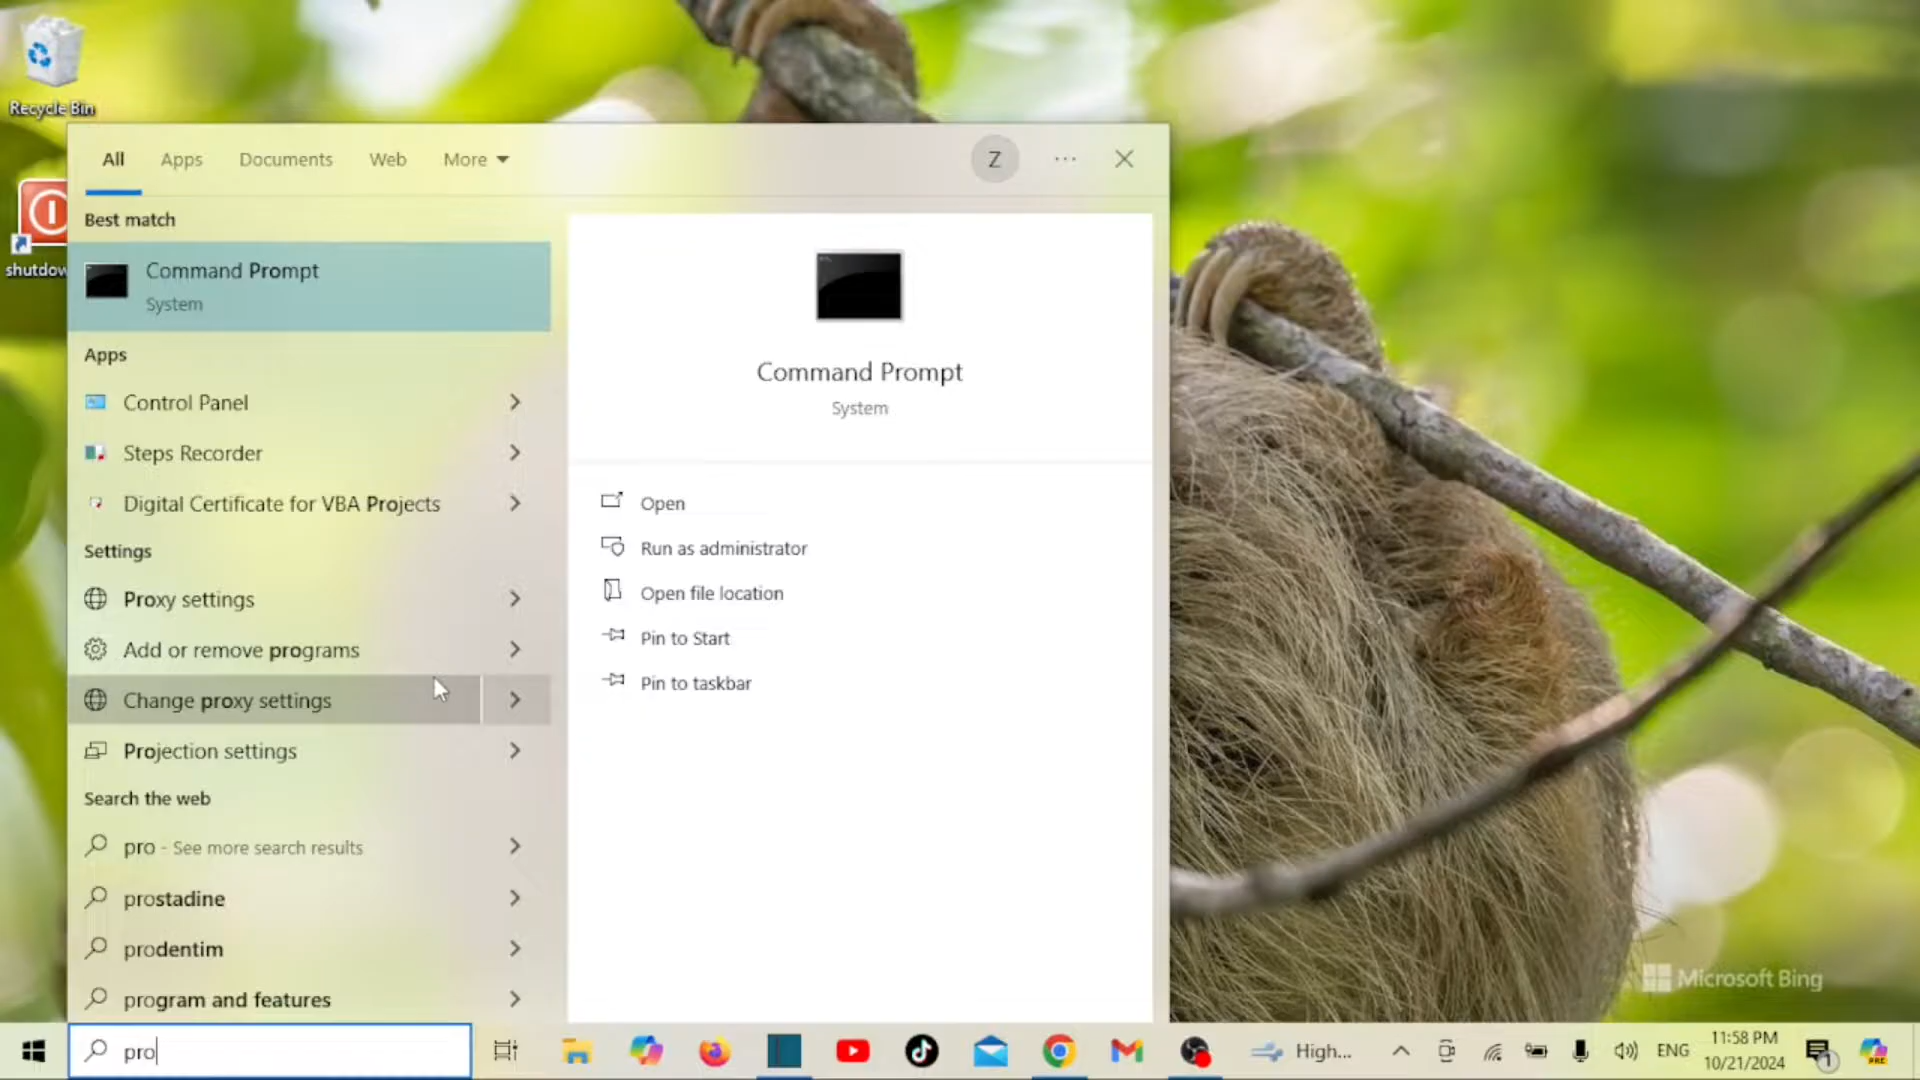 Recycle Bin
shutdow
All Apps Documents Web More Z
Best match
Command Prompt
System
Apps
Control Panel
Steps Recorder
Digital Certificate for VBA Projects
Settings
Proxy settings
Add or remove programs
Change proxy settings
Projection settings
Search the web
pro - See more search results
prostadine
prodentim
program and features
Command Prompt
System
Open
Run as administrator
Open file location
Pin to Start
Pin to taskbar
Microsoft Bing
pro
High...
ENG
11:58 PM
10/21/2024
1
PRE